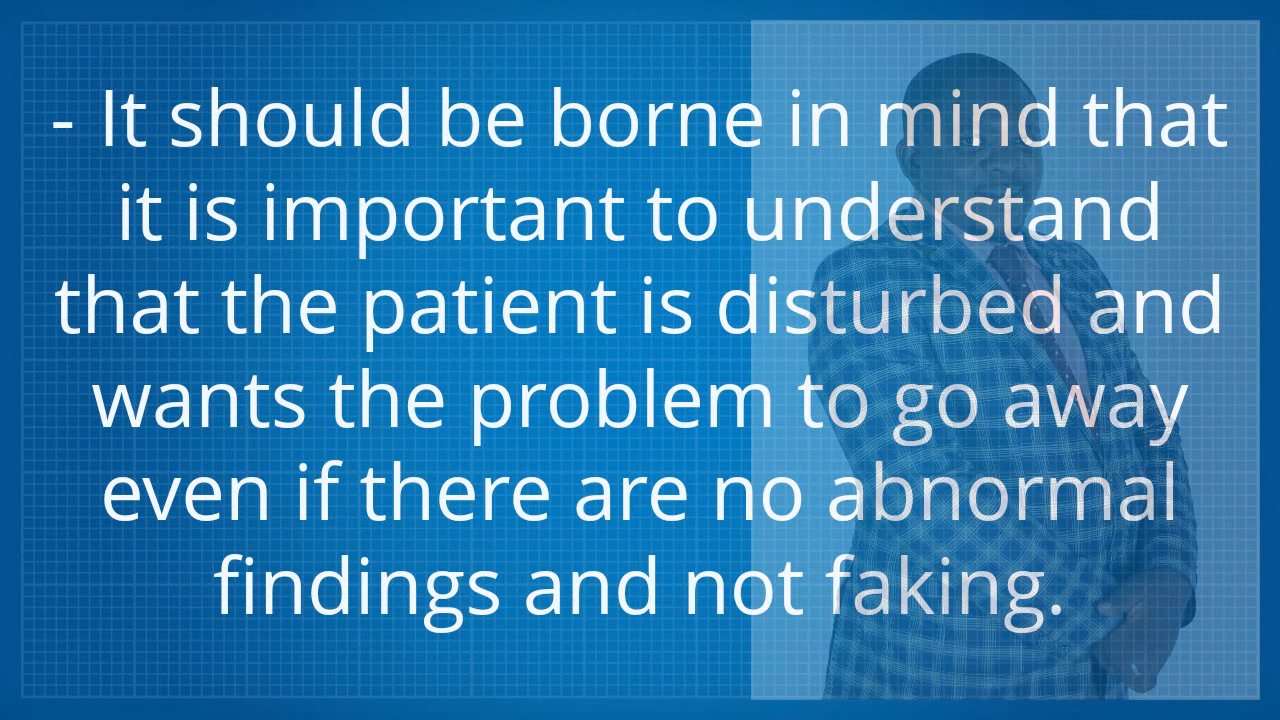 - It should be borne in mind that
it is important to understand
that the patient is disturbed and
wants the problem to go away
even if there are no abnormal
findings and not faking.